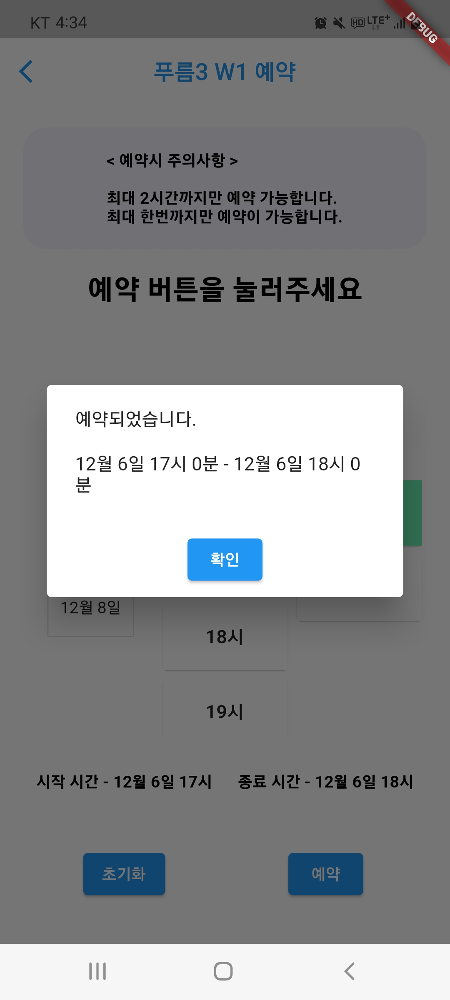 KT 4:34
HD LTE+
DEBUG
푸름3 W1 예약
< 예약시 주의사항 >
최대 2시간까지만 예약 가능합니다.
최대 한번까지만 예약이 가능합니다.
예약 버튼을 눌러주세요
예약되었습니다.
12월 6일 17시 0분 - 12월 6일 18시 0
분
확인
12월 8일
18시
19시
시작 시간 - 12월 6일 17시
종료 시간 - 12월 6일 18시
초기화
예약